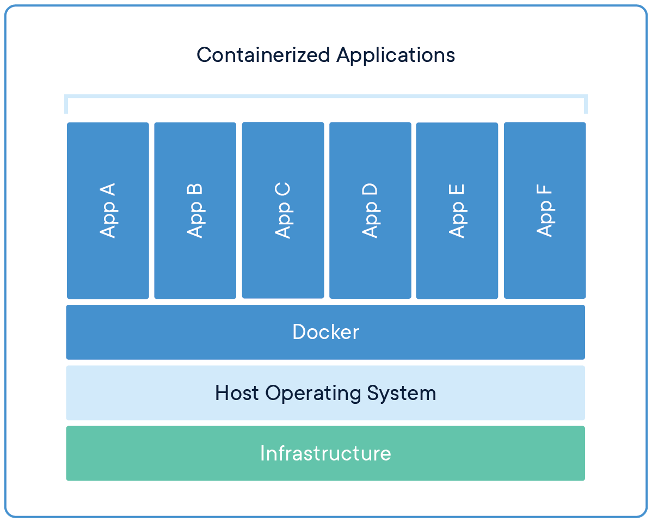 Containerized Applications
App A
App B
App C
App D
App E
App F
Docker
Host Operating System
Infrastructure